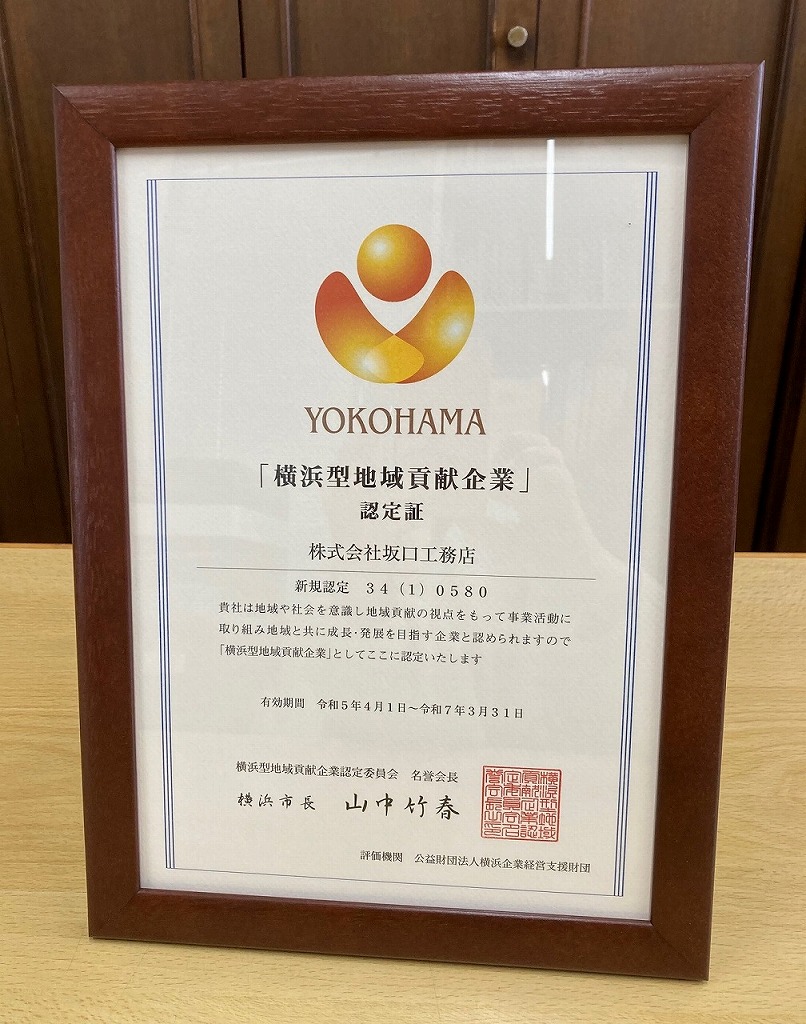 YOKOHAMA
「横浜型地域貢献企業」
認定証
株式会社坂口工務店
新規認定　３４（１）０５８０
貴社は地域や社会を意識し地域貢献の視点をもって事業活動に
取り組み地域と共に成長・発展を目指す企業と認められますので
「横浜型地域貢献企業」としてここに認定いたします
有効期間　令和５年４月１日～令和７年３月３１日
横浜型地域貢献企業認定委員会　名誉会長
横浜市長　山中竹春
評価機関　公益財団法人横浜企業経営支援財団